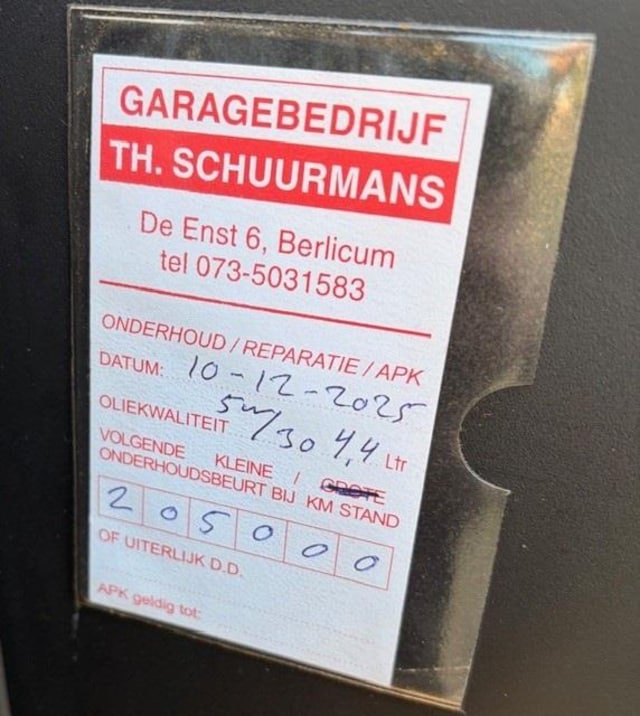 GARAGEBEDRIJF
TH. SCHUURMANS
De Enst 6, Berlicum
tel 073-5031583
ONDERHOUD / REPARATIE / APK
DATUM: 10-12-2025
OLIEKWALITEIT 5w/30 4,4 Ltr
VOLGENDE KLEINE / GROTE
ONDERHOUDSBEURT BIJ KM STAND
205000
OF UITERLIJK D.D.
APK geldig tot: